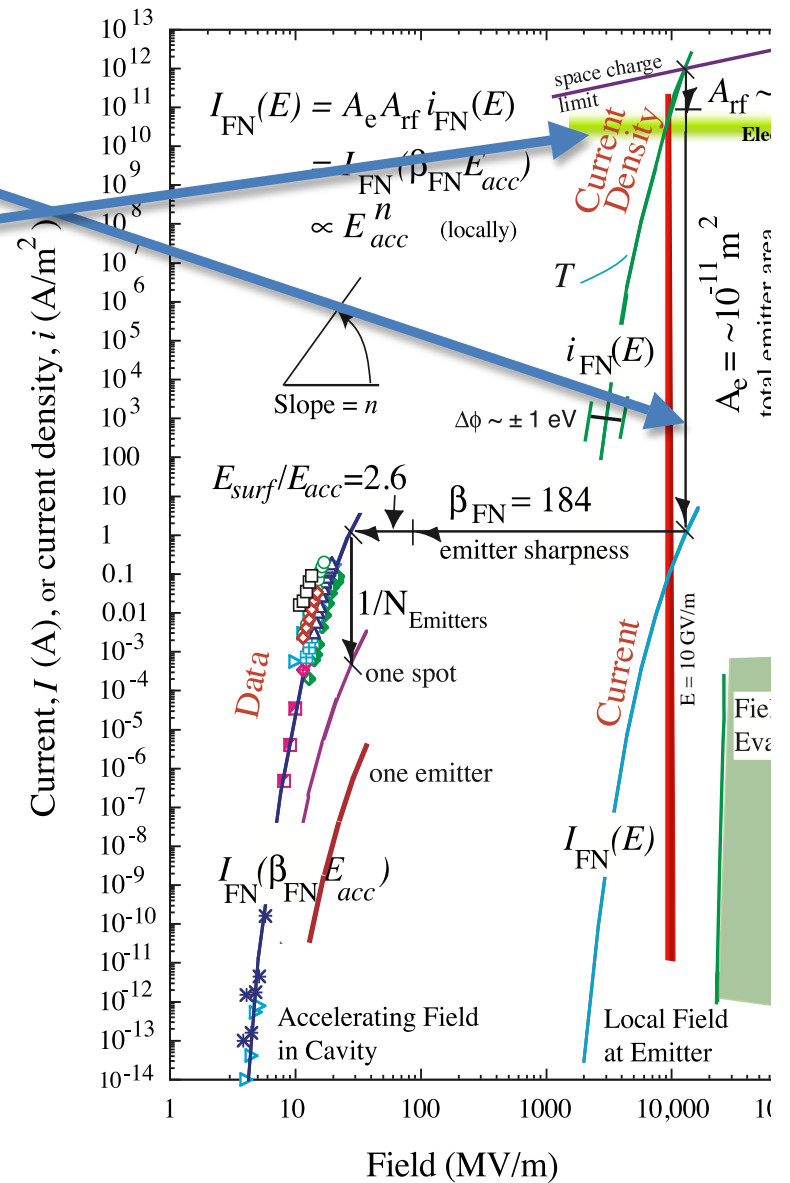 10^13
10^12
10^11
10^10
10^9
10^8
10^6
10^5
10^4
10^3
100
10
1
0.1
0.01
10^-3
10^-4
10^-5
10^-6
10^-7
10^-8
10^-9
10^-10
10^-11
10^-12
10^-13
10^-14
Current, I (A), or current density, i (A/m^2)
I_FN(E) = A_e A_rf i_FN(E)
= I_FN(β_FN E_acc)
∝ E^n_acc (locally)
Slope = n
space charge
limit
A_rf ~
Current
Density
T
i_FN(E)
Δϕ ~ ± 1 eV
A_e = ~10^-11 m^2
total emitter area
E_surf/E_acc=2.6
β_FN = 184
emitter sharpness
1/N_Emitters
Data
one spot
one emitter
Current
E = 10 GV/m
I_FN(β_FN E_acc)
I_FN(E)
Accelerating Field
in Cavity
Local Field
at Emitter
1
10
100
1000
10,000
Field (MV/m)